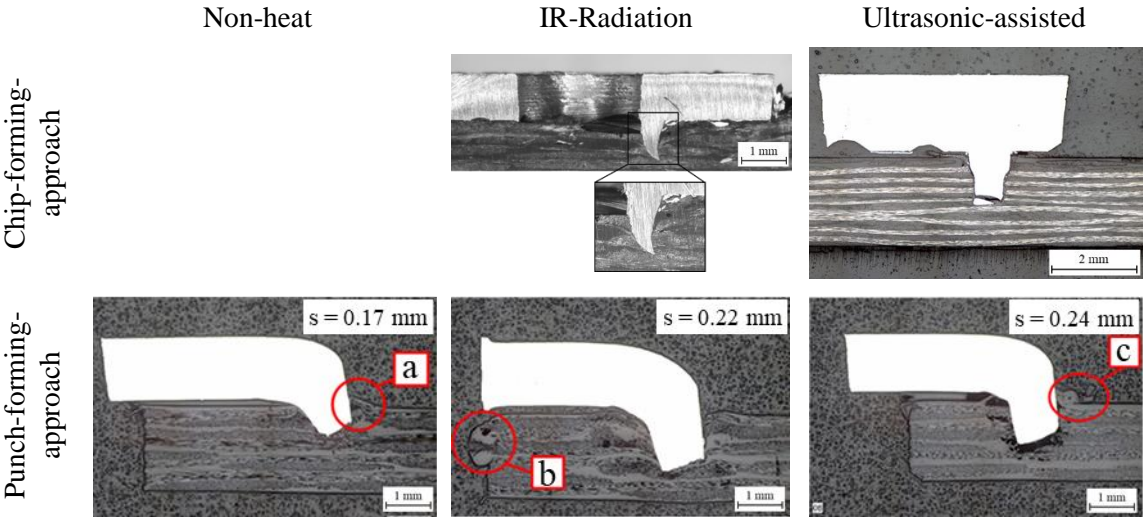 Non-heat
IR-Radiation
Ultrasonic-assisted
Chip-forming-
approach
1 mm
2 mm
Punch-forming-
approach
s = 0.17 mm
a
1 mm
s = 0.22 mm
b
1 mm
s = 0.24 mm
c
1 mm